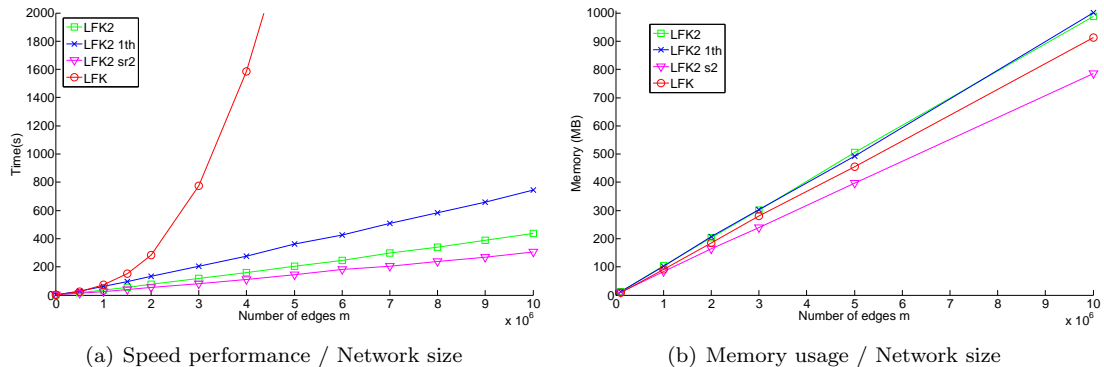 2000
1800
1600
1400
1200
1000
800
600
400
200
0
Time(s)
LFK2
LFK2 1th
LFK2 sr2
LFK
0 1 2 3 4 5 6 7 8 9 10
Number of edges m
x 10^6
(a) Speed performance / Network size
1000
900
800
700
600
500
400
300
200
100
0
Memory (MB)
LFK2
LFK2 1th
LFK2 s2
LFK
0 1 2 3 4 5 6 7 8 9 10
Number of edges m
x 10^6
(b) Memory usage / Network size